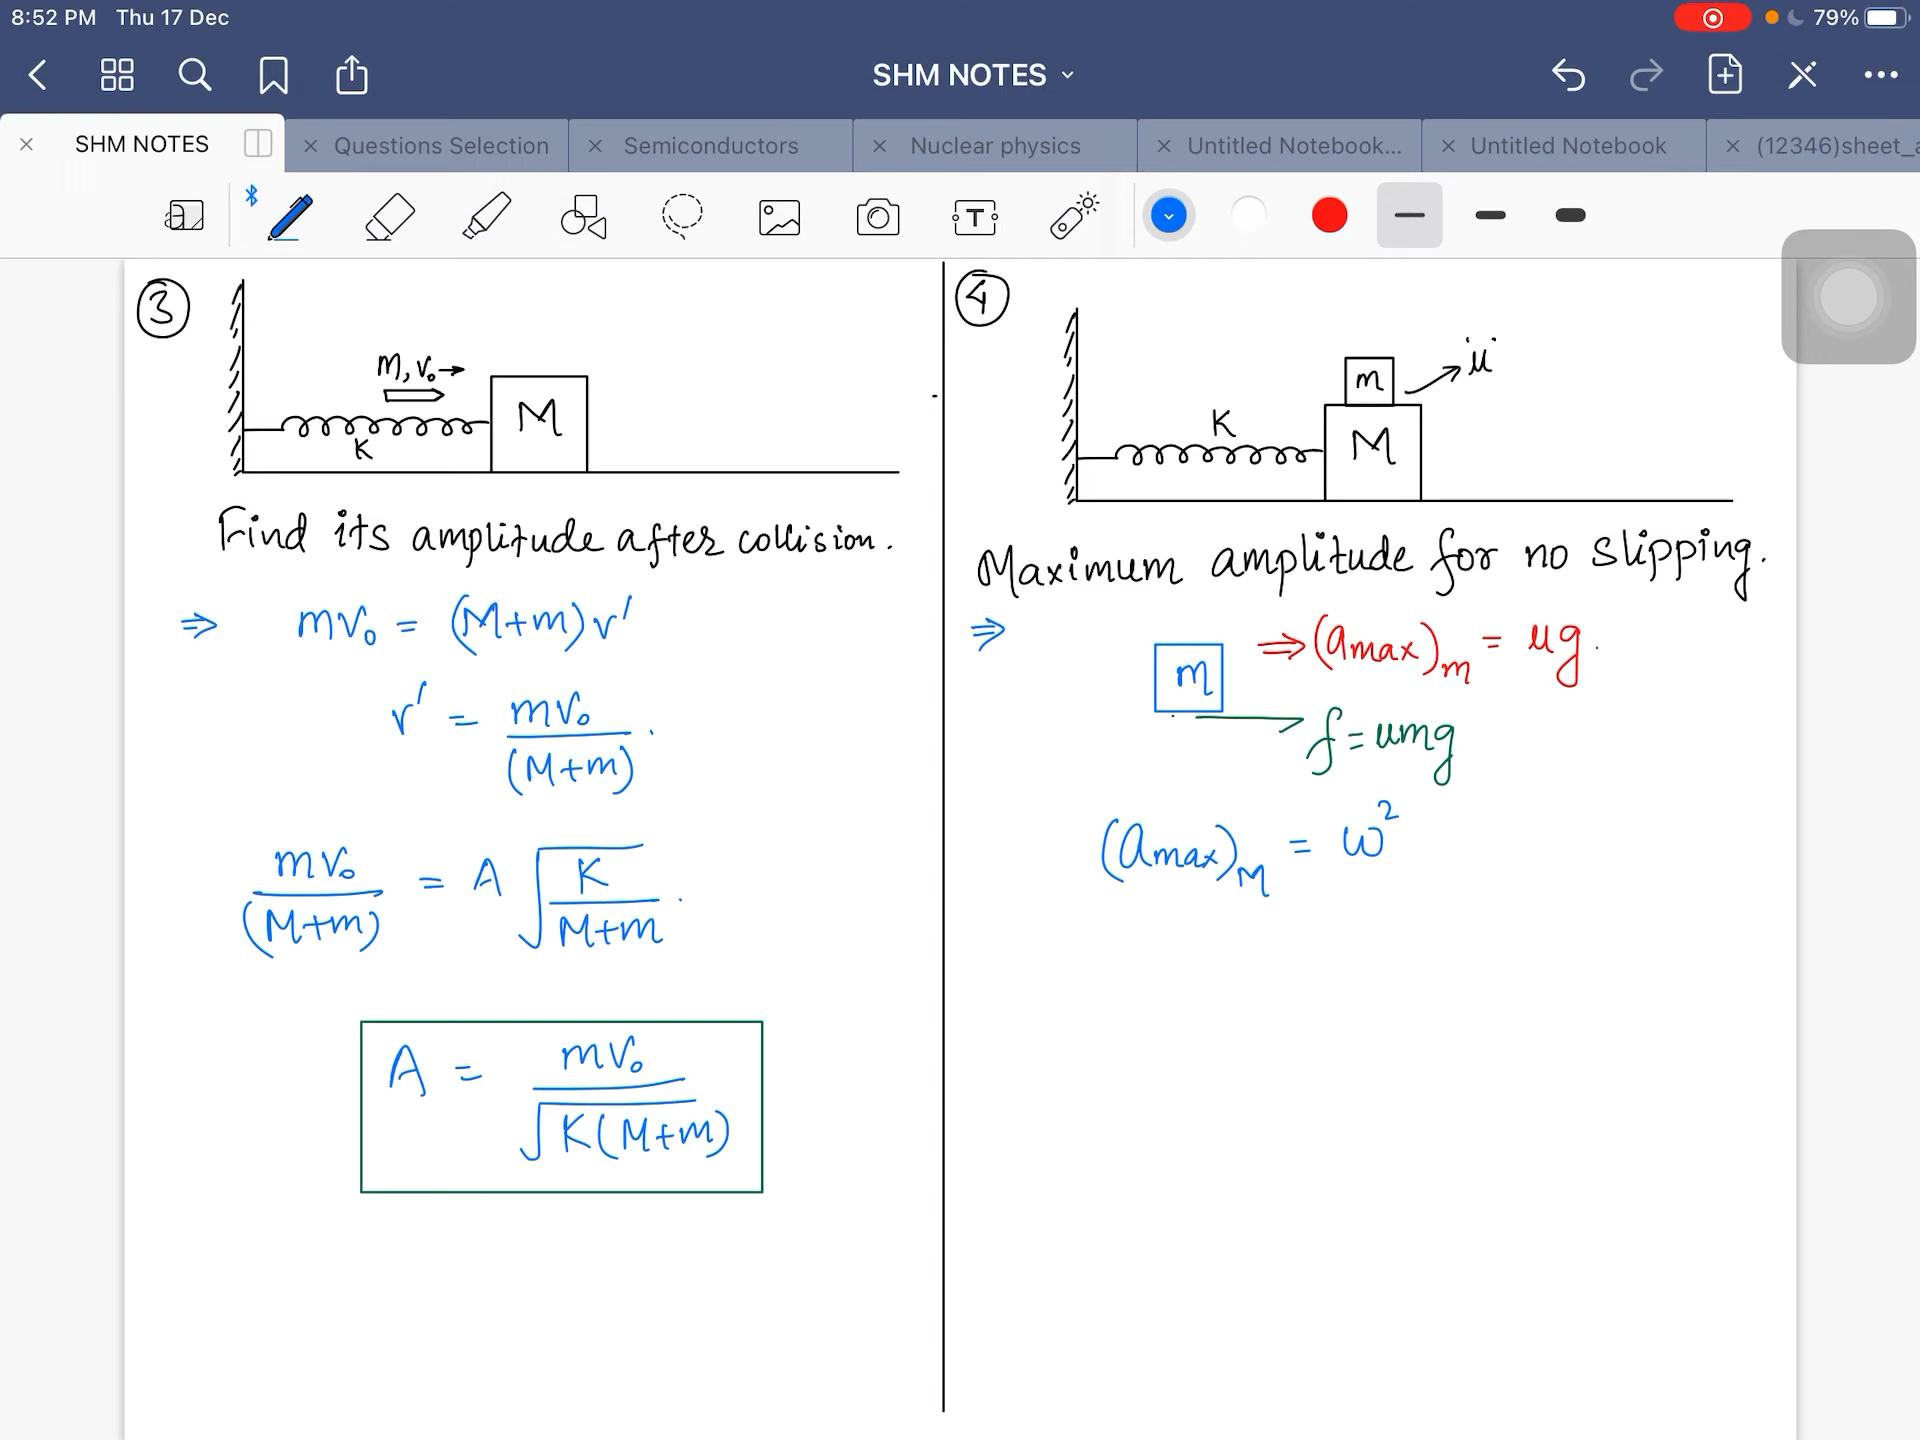 8:52 PM Thu 17 Dec
79%
SHM NOTES
SHM NOTES
Questions Selection
Semiconductors
Nuclear physics
Untitled Notebook...
Untitled Notebook
(12346)sheet_a
T
3
m, v₀→
M
K
Find its amplitude after collision.
⇒ mv₀ = (M+m)v'
v' = mv₀/(M+m).
mv₀/(M+m) = A √(K/(M+m)).
A = mv₀/√(K(M+m))
4
m → 'μ'
K
M
Maximum amplitude for no slipping.
⇒ m ⇒ (amax)m = μg.
f = μmg
(amax)M = ω²